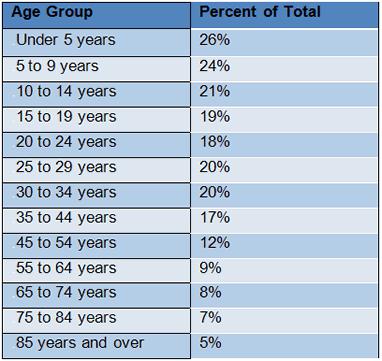 Age Group Percent of Total
Under 5 years 26%
5 to 9 years 24%
10 to 14 years 21%
15 to 19 years 19%
20 to 24 years 18%
25 to 29 years 20%
30 to 34 years 20%
35 to 44 years 17%
45 to 54 years 12%
55 to 64 years 9%
65 to 74 years 8%
75 to 84 years 7%
85 years and over 5%